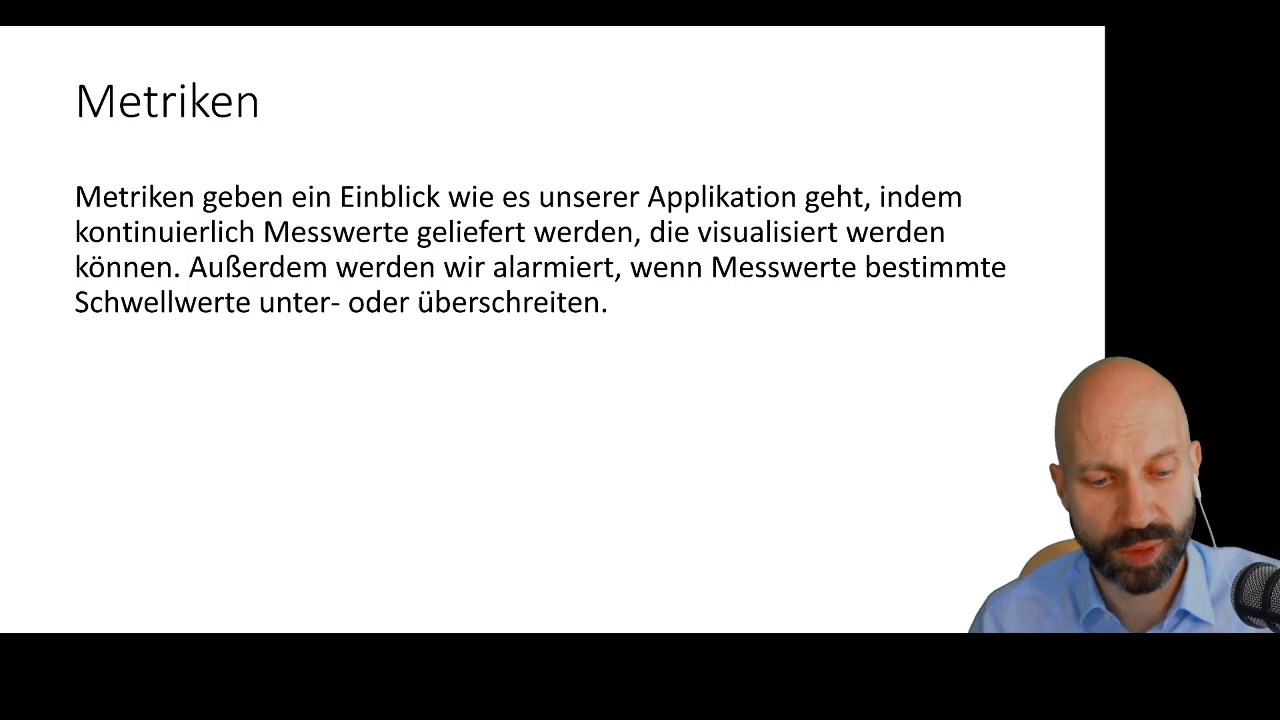 Metriken
Metriken geben ein Einblick wie es unserer Applikation geht, indem
kontinuierlich Messwerte geliefert werden, die visualisiert werden
können. Außerdem werden wir alarmiert, wenn Messwerte bestimmte
Schwellwerte unter- oder überschreiten.